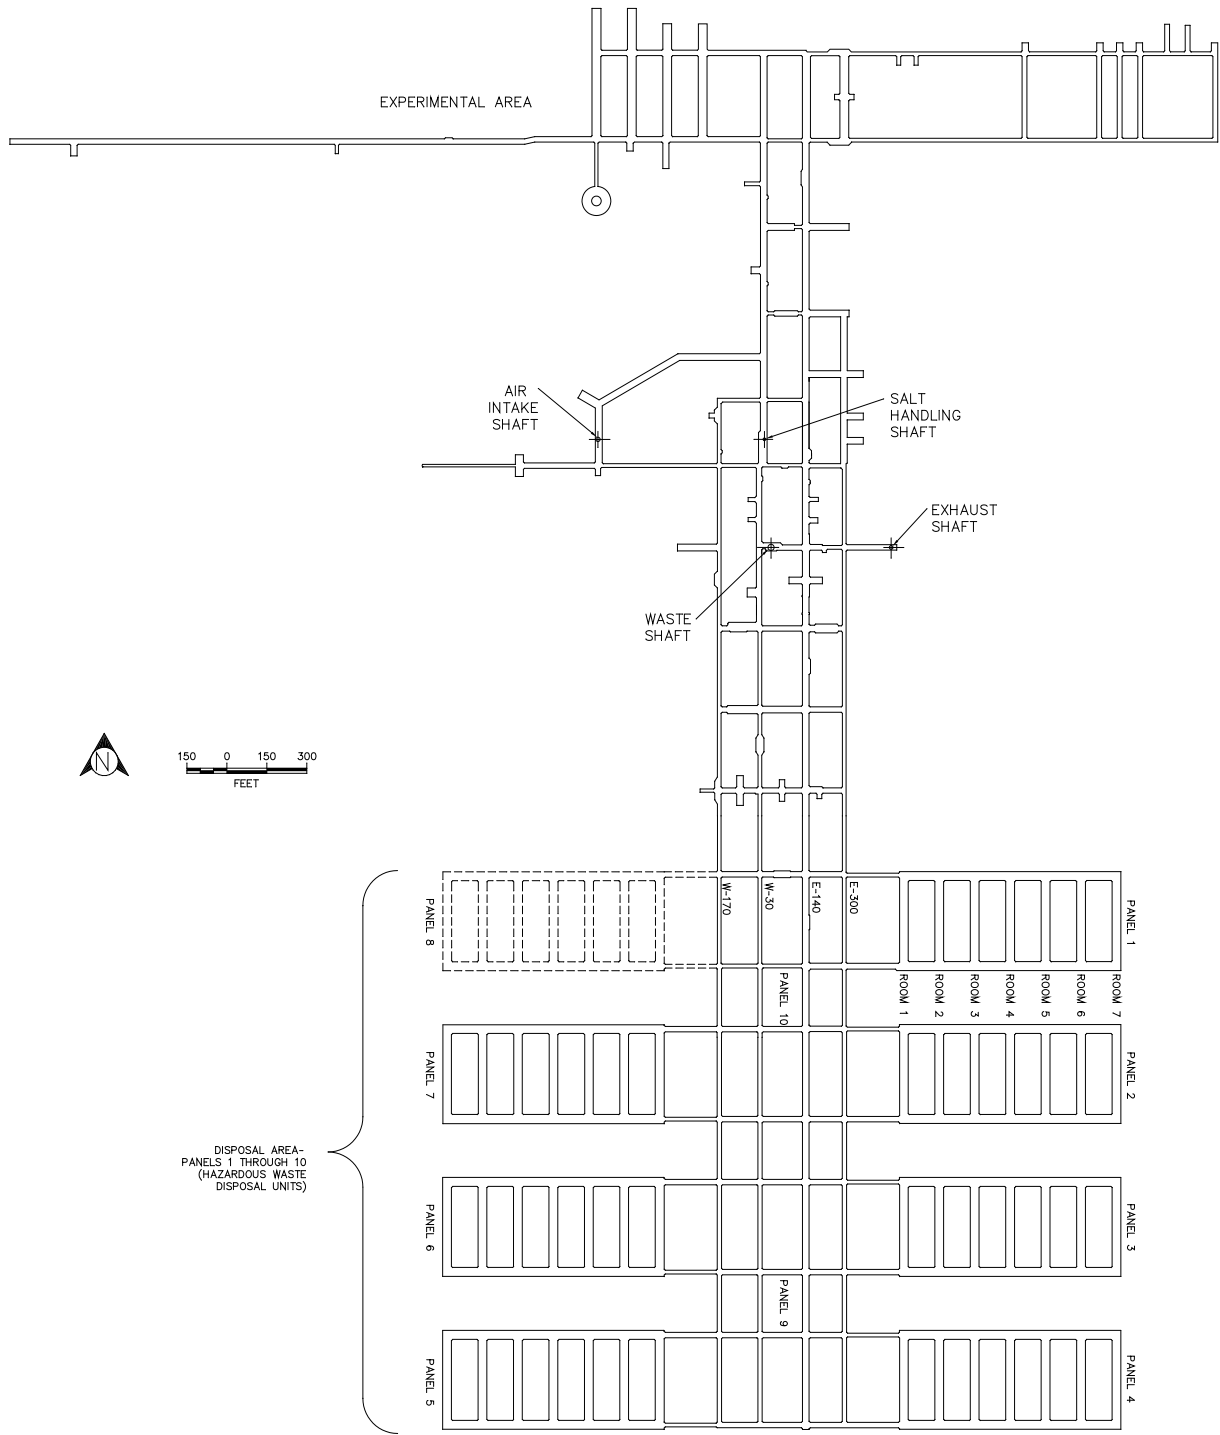 EXPERIMENTAL AREA
AIR
INTAKE
SHAFT
SALT
HANDLING
SHAFT
EXHAUST
SHAFT
WASTE
SHAFT
N
150 0 150 300
FEET
PANEL 8
W-170
W-30
E-140
E-300
PANEL 1
PANEL 10
ROOM 1
ROOM 2
ROOM 3
ROOM 4
ROOM 5
ROOM 6
ROOM 7
PANEL 7
PANEL 2
DISPOSAL AREA-
PANELS 1 THROUGH 10
(HAZARDOUS WASTE
DISPOSAL UNITS)
PANEL 6
PANEL 3
PANEL 9
PANEL 5
PANEL 4